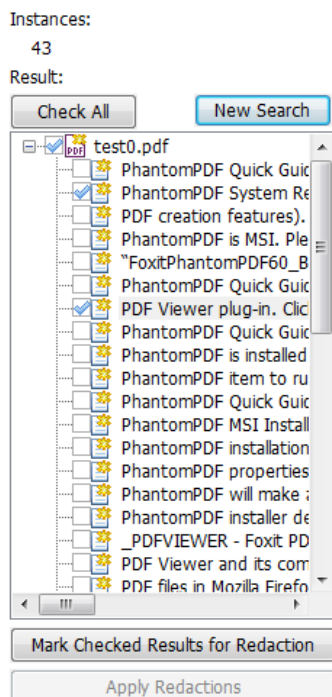 Instances:
43
Result:
Check All New Search
PDF test0.pdf
PhantomPDF Quick Guid
PhantomPDF System Re
PDF creation features).
PhantomPDF is MSI. Ple
"FoxitPhantomPDF60_B
PhantomPDF Quick Guid
PDF Viewer plug-in. Clic
PhantomPDF Quick Guid
PhantomPDF is installed
PhantomPDF item to ru
PhantomPDF Quick Guid
PhantomPDF MSI Install
PhantomPDF installation
PhantomPDF properties
PhantomPDF will make a
PhantomPDF installer de
_PDFVIEWER - Foxit PD
PDF Viewer and its com
PDF files in Mozilla Firefo
Mark Checked Results for Redaction
Apply Redactions